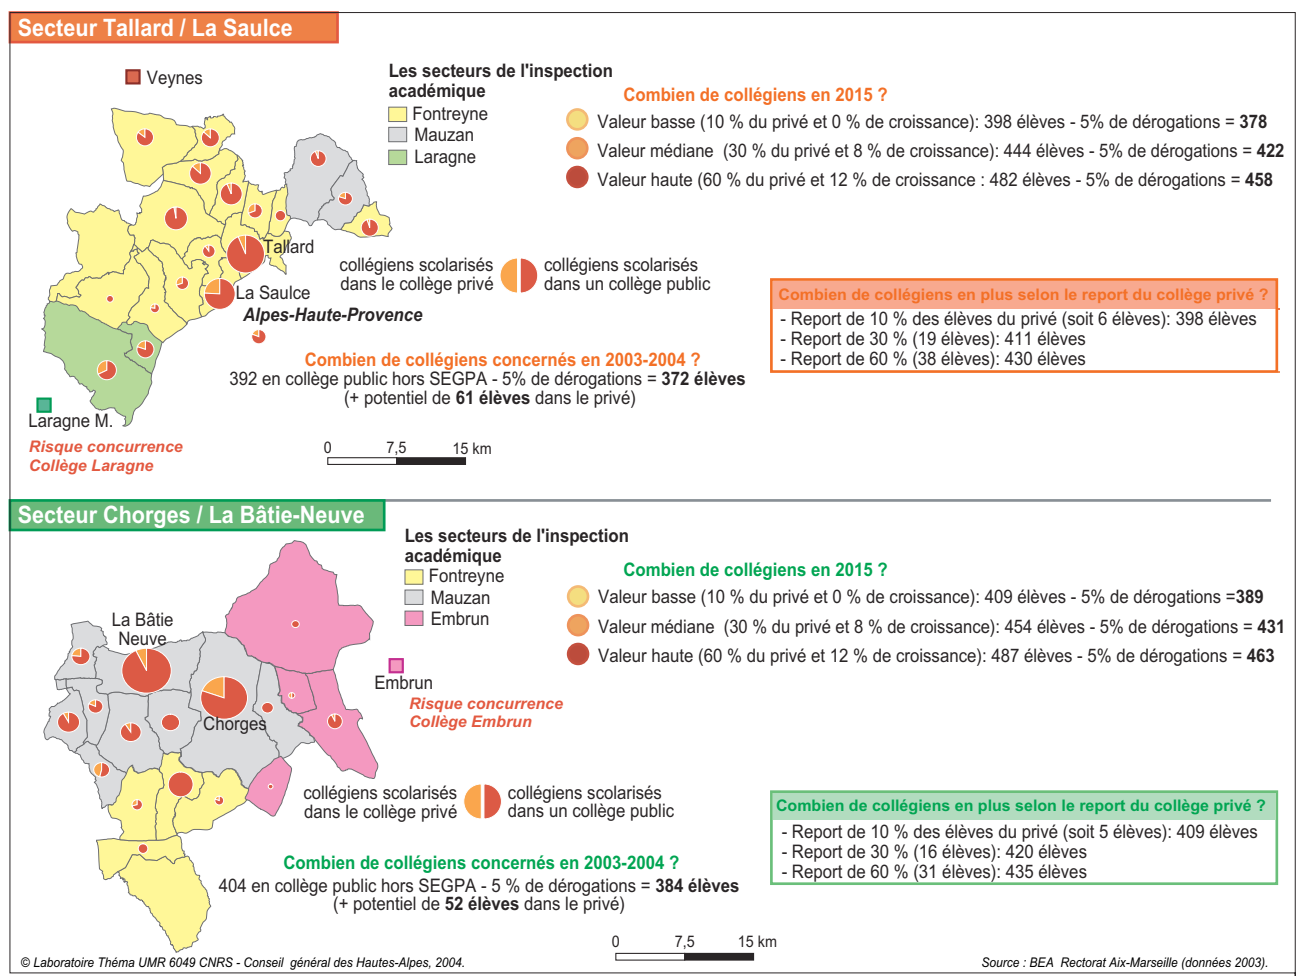 Secteur Tallard / La Saulce
Veynes
Les secteurs de l'inspection
académique
Fontreyne
Mauzan
Laragne
Combien de collégiens en 2015 ?
Valeur basse (10 % du privé et 0 % de croissance): 398 élèves - 5% de dérogations = 378
Valeur médiane (30 % du privé et 8 % de croissance): 444 élèves - 5% de dérogations = 422
Valeur haute (60 % du privé et 12 % de croissance : 482 élèves - 5% de dérogations = 458
Tallard
La Saulce
Alpes-Haute-Provence
collégiens scolarisés
dans le collège privé
collégiens scolarisés
dans un collège public
Combien de collégiens en plus selon le report du collège privé ?
- Report de 10 % des élèves du privé (soit 6 élèves): 398 élèves
- Report de 30 % (19 élèves): 411 élèves
- Report de 60 % (38 élèves): 430 élèves
Combien de collégiens concernés en 2003-2004 ?
392 en collège public hors SEGPA - 5% de dérogations = 372 élèves
(+ potentiel de 61 élèves dans le privé)
Laragne M.
Risque concurrence
Collège Laragne
0 7,5 15 km
Secteur Chorges / La Bâtie-Neuve
Les secteurs de l'inspection
académique
Fontreyne
Mauzan
Embrun
Combien de collégiens en 2015 ?
Valeur basse (10 % du privé et 0 % de croissance): 409 élèves - 5% de dérogations =389
Valeur médiane (30 % du privé et 8 % de croissance): 454 élèves - 5% de dérogations = 431
Valeur haute (60 % du privé et 12 % de croissance): 487 élèves - 5% de dérogations = 463
La Bâtie
Neuve
Chorges
Embrun
Risque concurrence
Collège Embrun
collégiens scolarisés
dans le collège privé
collégiens scolarisés
dans un collège public
Combien de collégiens en plus selon le report du collège privé ?
- Report de 10 % des élèves du privé (soit 5 élèves): 409 élèves
- Report de 30 % (16 élèves): 420 élèves
- Report de 60 % (31 élèves): 435 élèves
Combien de collégiens concernés en 2003-2004 ?
404 en collège public hors SEGPA - 5 % de dérogations = 384 élèves
(+ potentiel de 52 élèves dans le privé)
0 7,5 15 km
© Laboratoire Théma UMR 6049 CNRS - Conseil général des Hautes-Alpes, 2004.
Source : BEA Rectorat Aix-Marseille (données 2003).